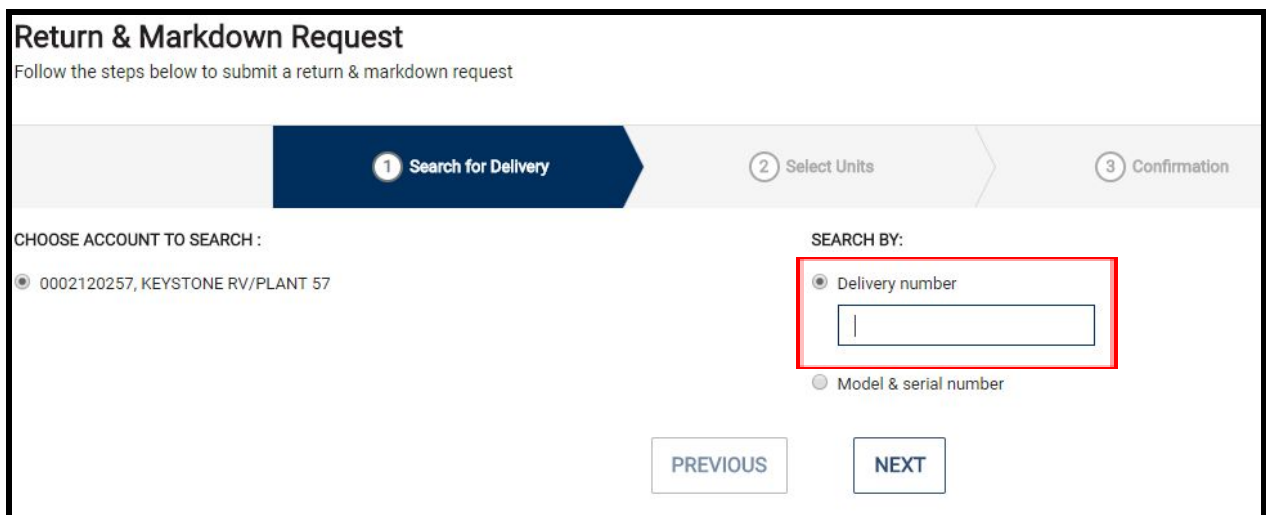 Return & Markdown Request
Follow the steps below to submit a return & markdown request
1 Search for Delivery
2 Select Units
3 Confirmation
CHOOSE ACCOUNT TO SEARCH :
0002120257, KEYSTONE RV/PLANT 57
SEARCH BY:
Delivery number
Model & serial number
PREVIOUS
NEXT